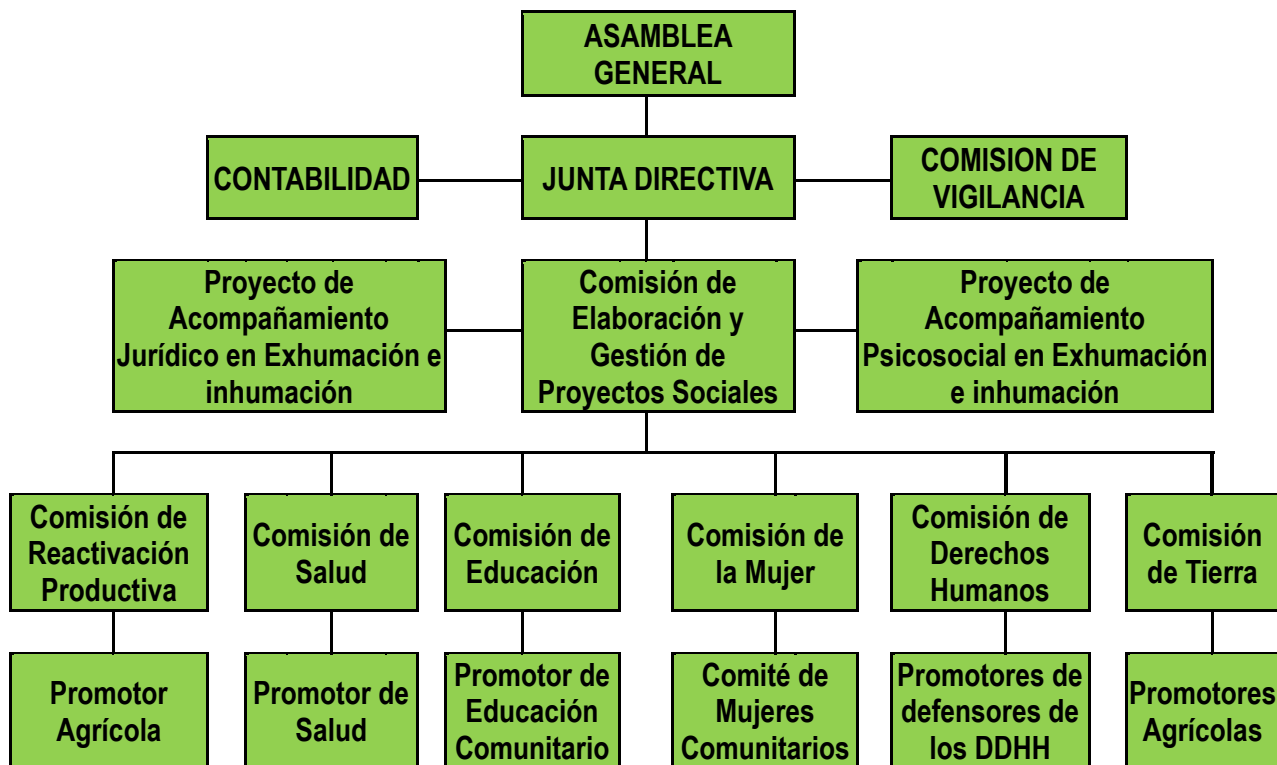 ASAMBLEA
GENERAL
CONTABILIDAD
JUNTA DIRECTIVA
COMISION DE
VIGILANCIA
Proyecto de
Acompañamiento
Jurídico en Exhumación e
inhumación
Comisión de
Elaboración y
Gestión de
Proyectos Sociales
Proyecto de
Acompañamiento
Psicosocial en Exhumación
e inhumación
Comisión de
Reactivación
Productiva
Comisión de
Salud
Comisión de
Educación
Comisión de
la Mujer
Comisión de
Derechos
Humanos
Comisión
de Tierra
Promotor
Agrícola
Promotor de
Salud
Promotor de
Educación
Comunitario
Comité de
Mujeres
Comunitarios
Promotores de
defensores de
los DDHH
Promotores
Agrícolas